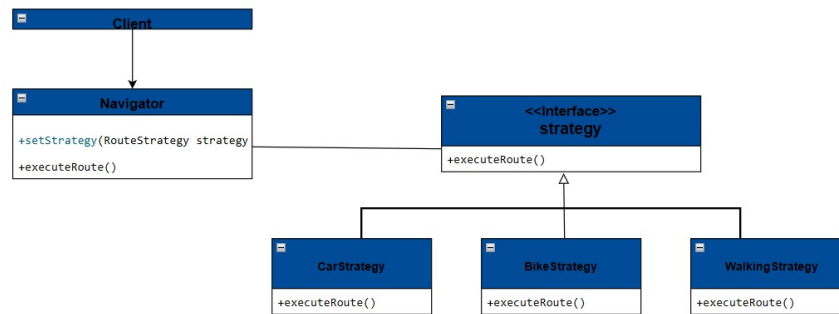 Client
Navigator
+setStrategy(RouteStrategy strategy
+executeRoute()
<<Interface>>
strategy
+executeRoute()
CarStrategy
+executeRoute()
BikeStrategy
+executeRoute()
WalkingStrategy
+executeRoute()